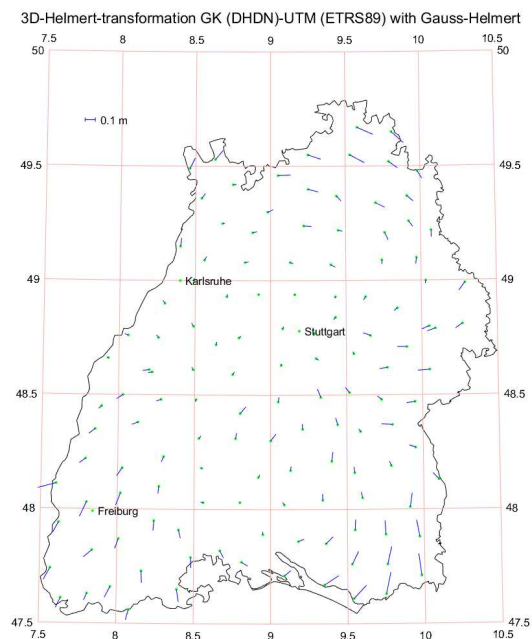 3D-Helmert-transformation GK (DHDN)-UTM (ETRS89) with Gauss-Helmert
7.5 8 8.5 9 9.5 10 10.5
50 50
0.1 m
49.5 49.5
49 Karlsruhe 49
Stuttgart
48.5 48.5
48 Freiburg 48
47.5 47.5
7.5 8 8.5 9 9.5 10 10.5